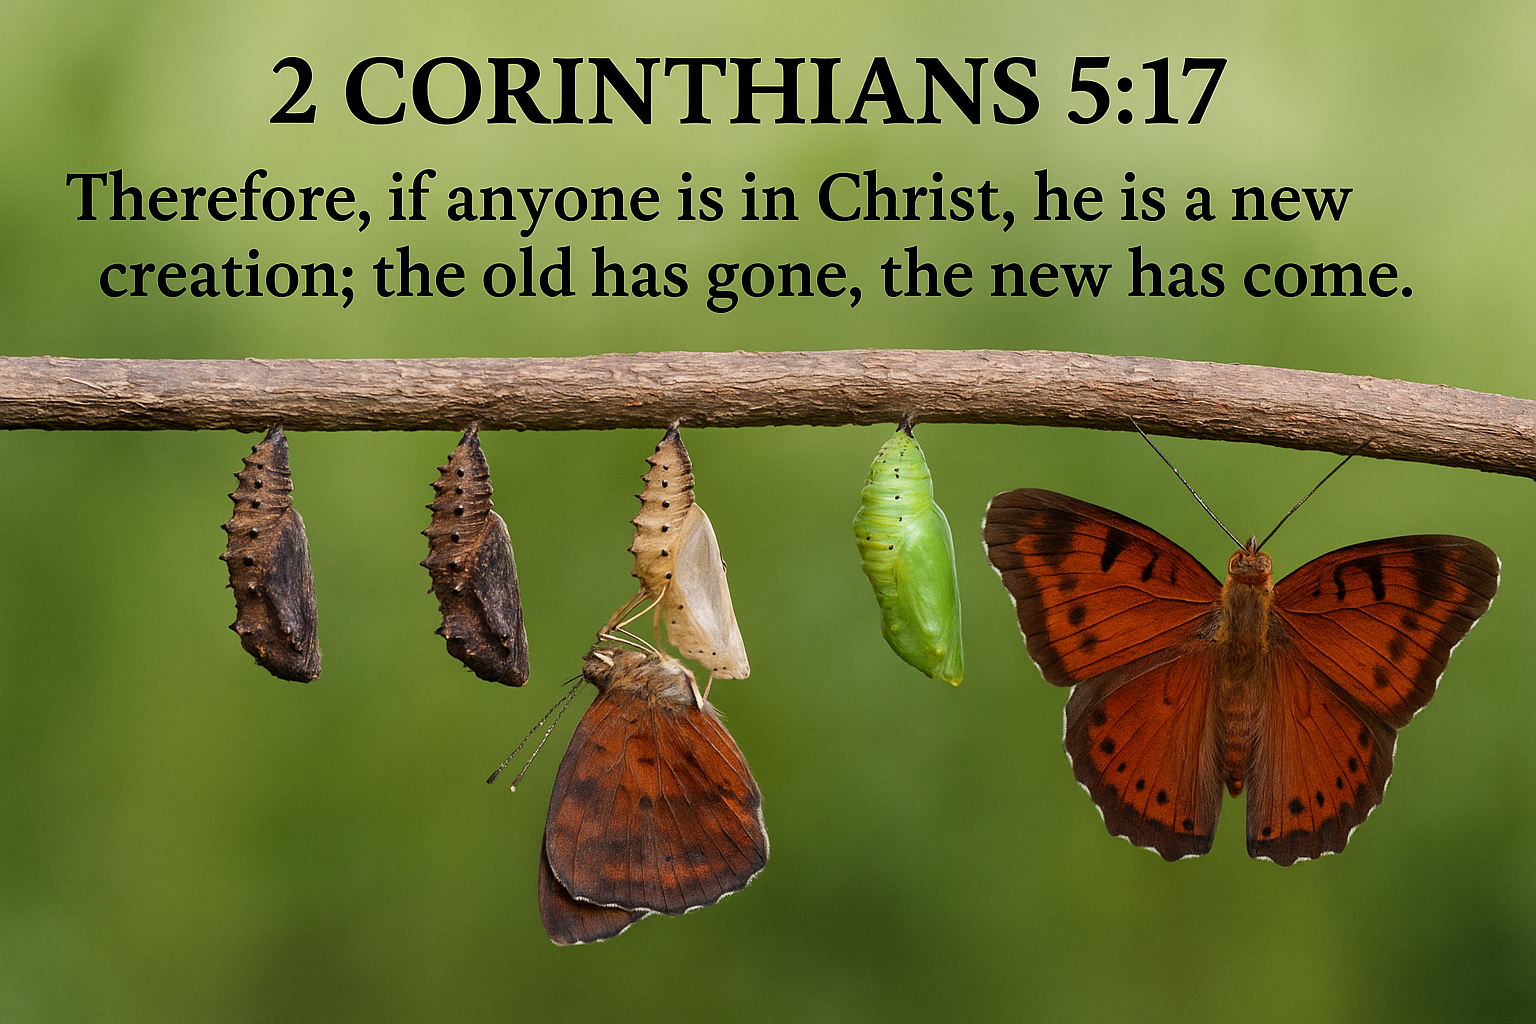 2 CORINTHIANS 5:17
Therefore, if anyone is in Christ, he is a new
creation; the old has gone, the new has come.